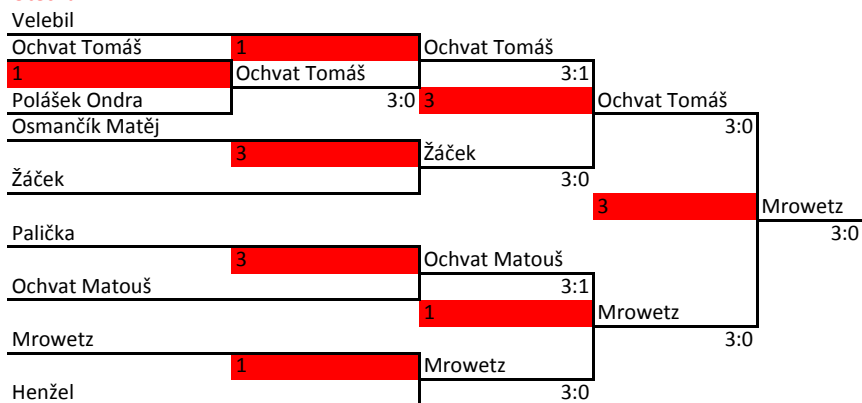 Velebil
Ochvat Tomáš 1 Ochvat Tomáš
1 Ochvat Tomáš 3:1
Polášek Ondra 3:0 3 Ochvat Tomáš
Osmančík Matěj 3:0
3 Žáček
Žáček 3:0
3 Mrowetz
Palička 3:0
3 Ochvat Matouš
Ochvat Matouš 3:1
1 Mrowetz
Mrowetz 3:0
1 Mrowetz
Henžel 3:0